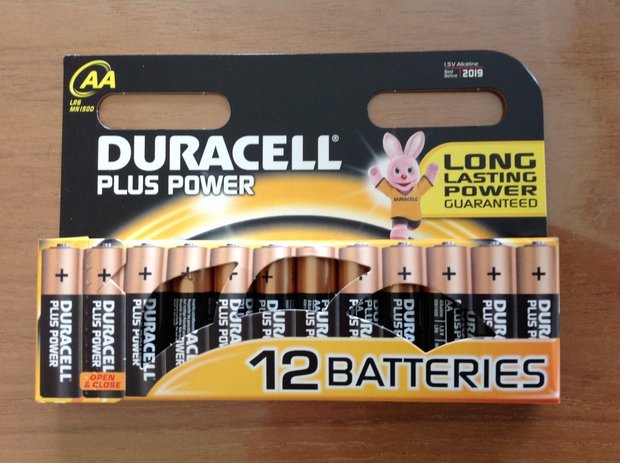 AA
LR6
MN1500
1.5V Alkaline
Best
Before
2019
DURACELL®
PLUS POWER
DURACELL
LONG
LASTING
POWER
GUARANTEED
DURACELL
PLUS POWER
DURACELL
PLUS POWER
OPEN
& CLOSE
DURACELL
PLUS POWER
12 BATTERIES